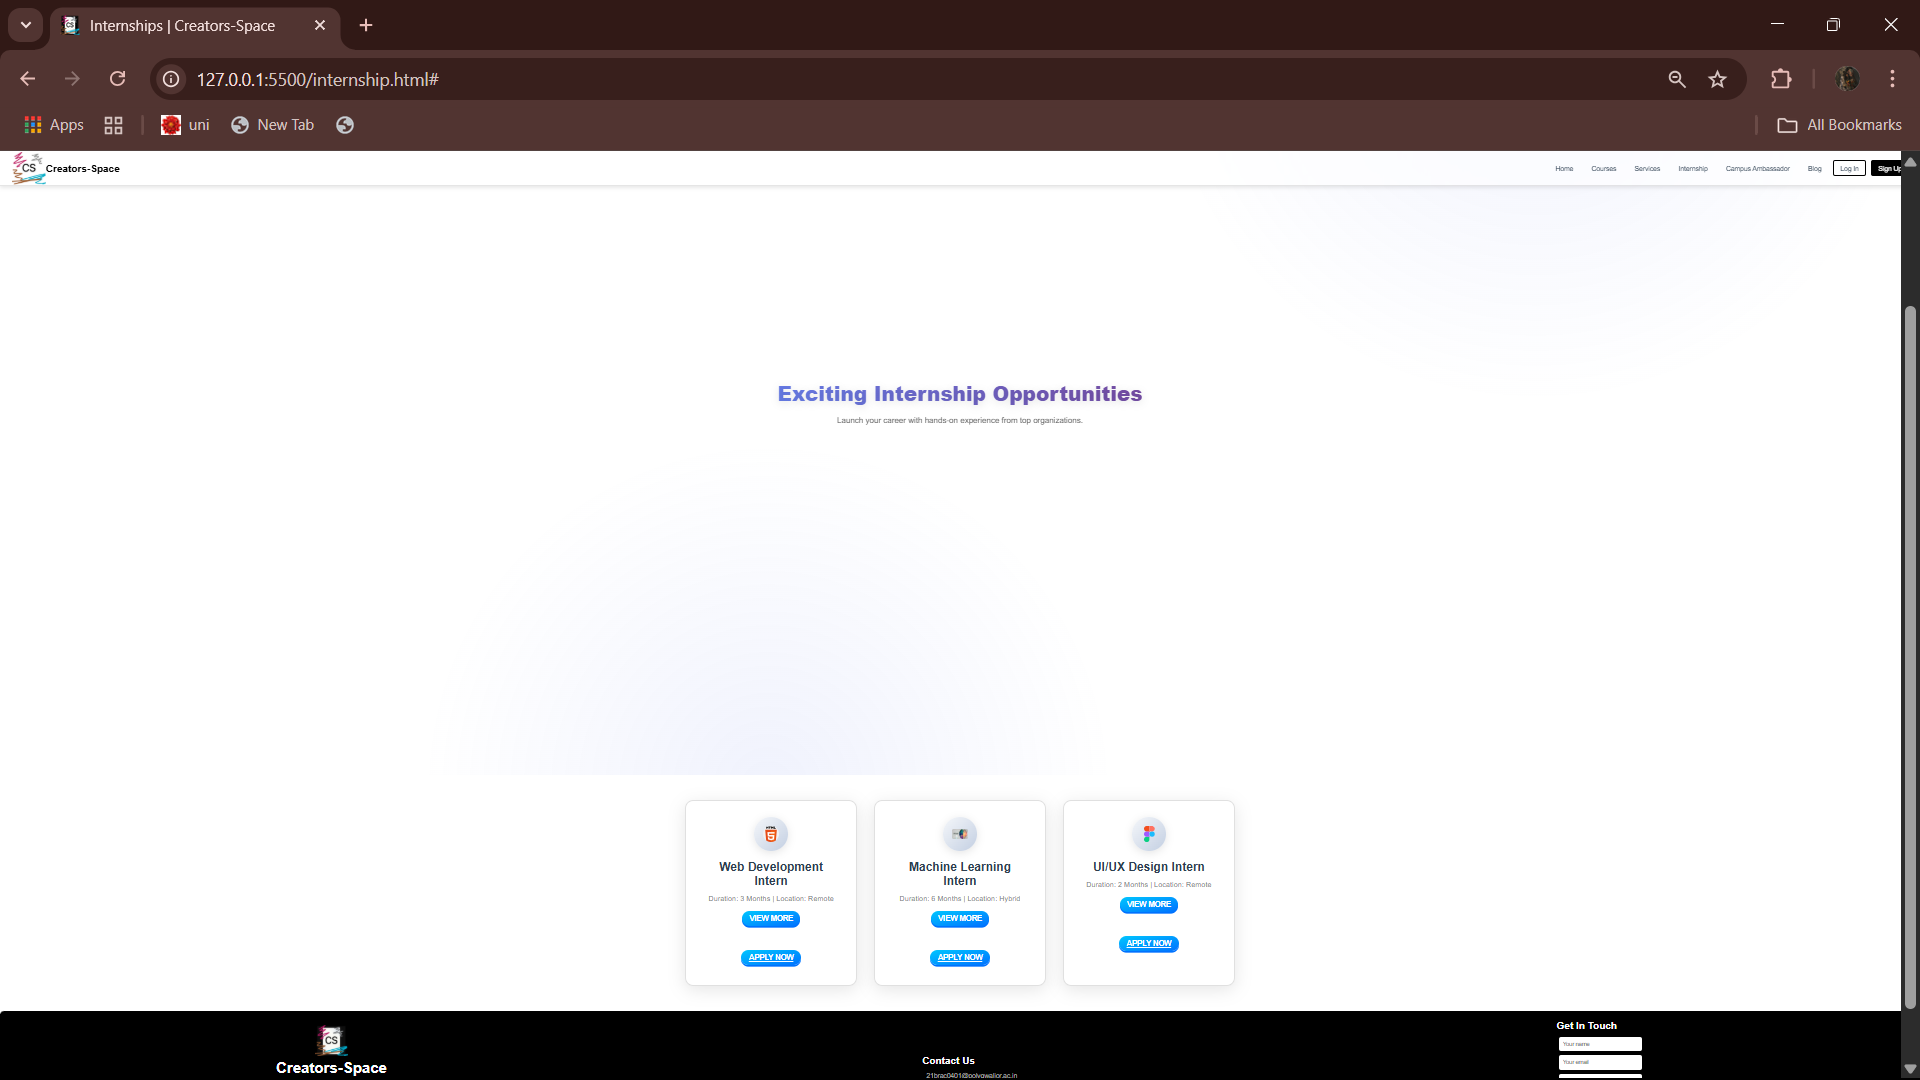 Internships | Creators-Space
127.0.0.1:5500/internship.html#
Apps
uni
New Tab
All Bookmarks
CS Creators-Space
Home Courses Services Internship Campus Ambassador Blog Log In Sign Up
Exciting Internship Opportunities
Launch your career with hands-on experience from top organizations.
Web Development
Intern
Duration: 3 Months | Location: Remote
VIEW MORE
APPLY NOW
Machine Learning
Intern
Duration: 6 Months | Location: Hybrid
VIEW MORE
APPLY NOW
UI/UX Design Intern
Duration: 2 Months | Location: Remote
VIEW MORE
APPLY NOW
CS
Creators-Space
Contact Us
21brac0401@polygwalior.ac.in
Get In Touch
Your name
Your email